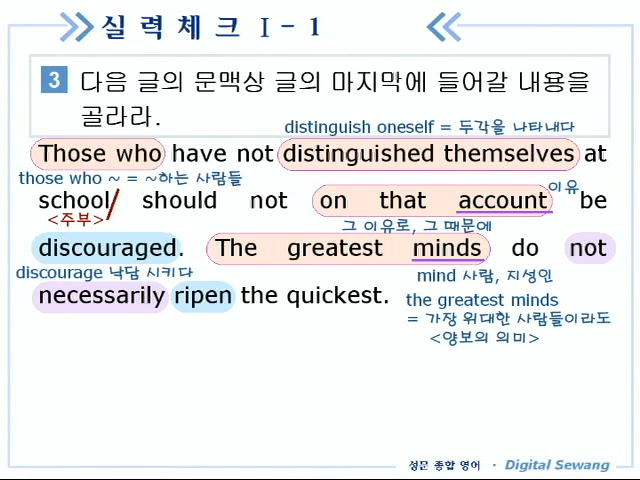 실 력 체 크 I - 1
3 다음 글의 문맥상 글의 마지막에 들어갈 내용을
골라라.
distinguish oneself = 두각을 나타내다
Those who have not distinguished themselves at
those who ~ = ~하는 사람들
school/ should not on that account be
이유
<주부>
그 이유로, 그 때문에
discouraged. The greatest minds do not
discourage 낙담 시키다
mind 사람, 지성인
necessarily ripen the quickest.
the greatest minds
= 가장 위대한 사람들이라도
<양보의 의미>
성문 종합 영어 · Digital Sewang